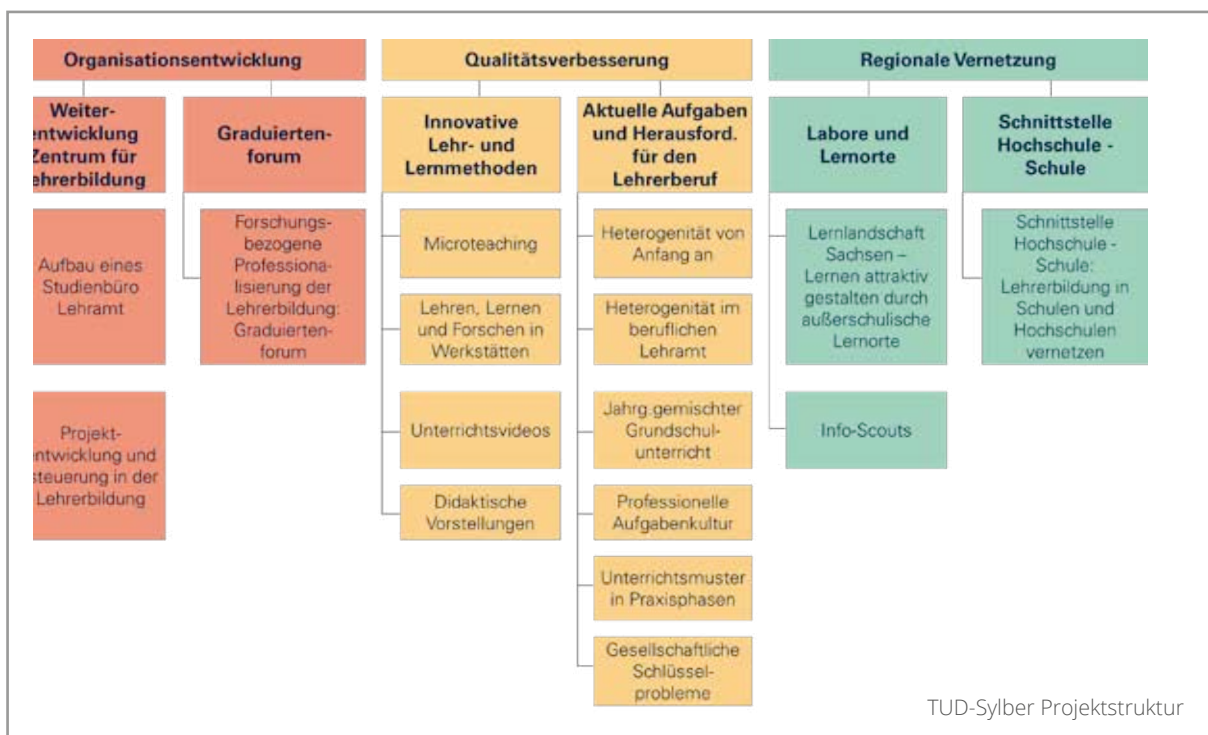 Organisationsentwicklung
Weiter-
entwicklung
Zentrum für
ehrerbildung
Graduierten-
forum
Aufbau eines
Studienbüro
Lehramt
Forschungs-
bezogene
Professiona-
lisierung der
Lehrerbildung:
Graduierten-
forum
Projekt-
entwicklung und
steuerung in der
Lehrerbildung
Qualitätsverbesserung
Innovative
Lehr- und
Lernmethoden
Microteaching
Lehren, Lernen
und Forschen in
Werkstätten
Unterrichtsvideos
Didaktische
Vorstellungen
Aktuelle Aufgaben
und Herausford.
für den
Lehrerberuf
Heterogenität von
Anfang an
Heterogenität im
beruflichen
Lehramt
Jahrg.gemischter
Grundschul-
unterricht
Professionelle
Aufgabenkultur
Unterrichtsmuster
in Praxisphasen
Gesellschaftliche
Schlüssel-
probleme
Regionale Vernetzung
Labore und
Lernorte
Lernlandschaft
Sachsen –
Lernen attraktiv
gestalten durch
außerschulische
Lernorte
Info-Scouts
Schnittstelle
Hochschule -
Schule
Schnittstelle
Hochschule -
Schule:
Lehrerbildung in
Schulen und
Hochschulen
vernetzen
TUD-Sylber Projektstruktur